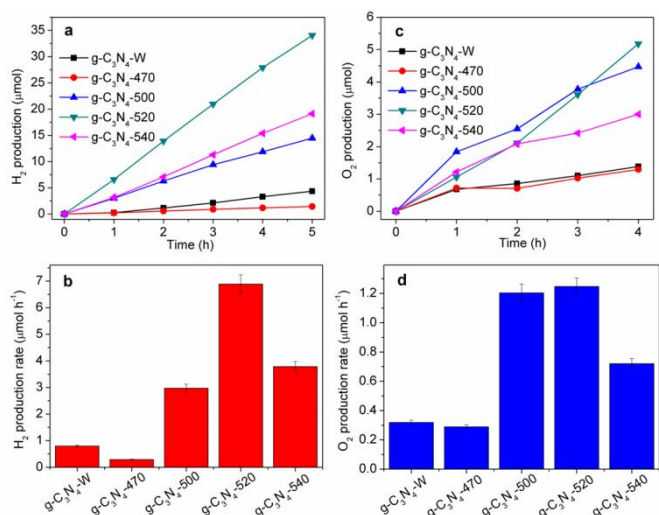 a
H₂ production (μmol)
35
30
25
20
15
10
5
0
g-C₃N₄-W
g-C₃N₄-470
g-C₃N₄-500
g-C₃N₄-520
g-C₃N₄-540
0 1 2 3 4 5
Time (h)
c
O₂ production (μmol)
6
5
4
3
2
1
0
g-C₃N₄-W
g-C₃N₄-470
g-C₃N₄-500
g-C₃N₄-520
g-C₃N₄-540
0 1 2 3 4
Time (h)
b
H₂ production rate (μmol h⁻¹)
7
6
5
4
3
2
1
0
g-C₃N₄-W
g-C₃N₄-470
g-C₃N₄-500
g-C₃N₄-520
g-C₃N₄-540
d
O₂ production rate (μmol h⁻¹)
1.2
1.0
0.8
0.6
0.4
0.2
0.0
g-C₃N₄-W
g-C₃N₄-470
g-C₃N₄-500
g-C₃N₄-520
g-C₃N₄-540